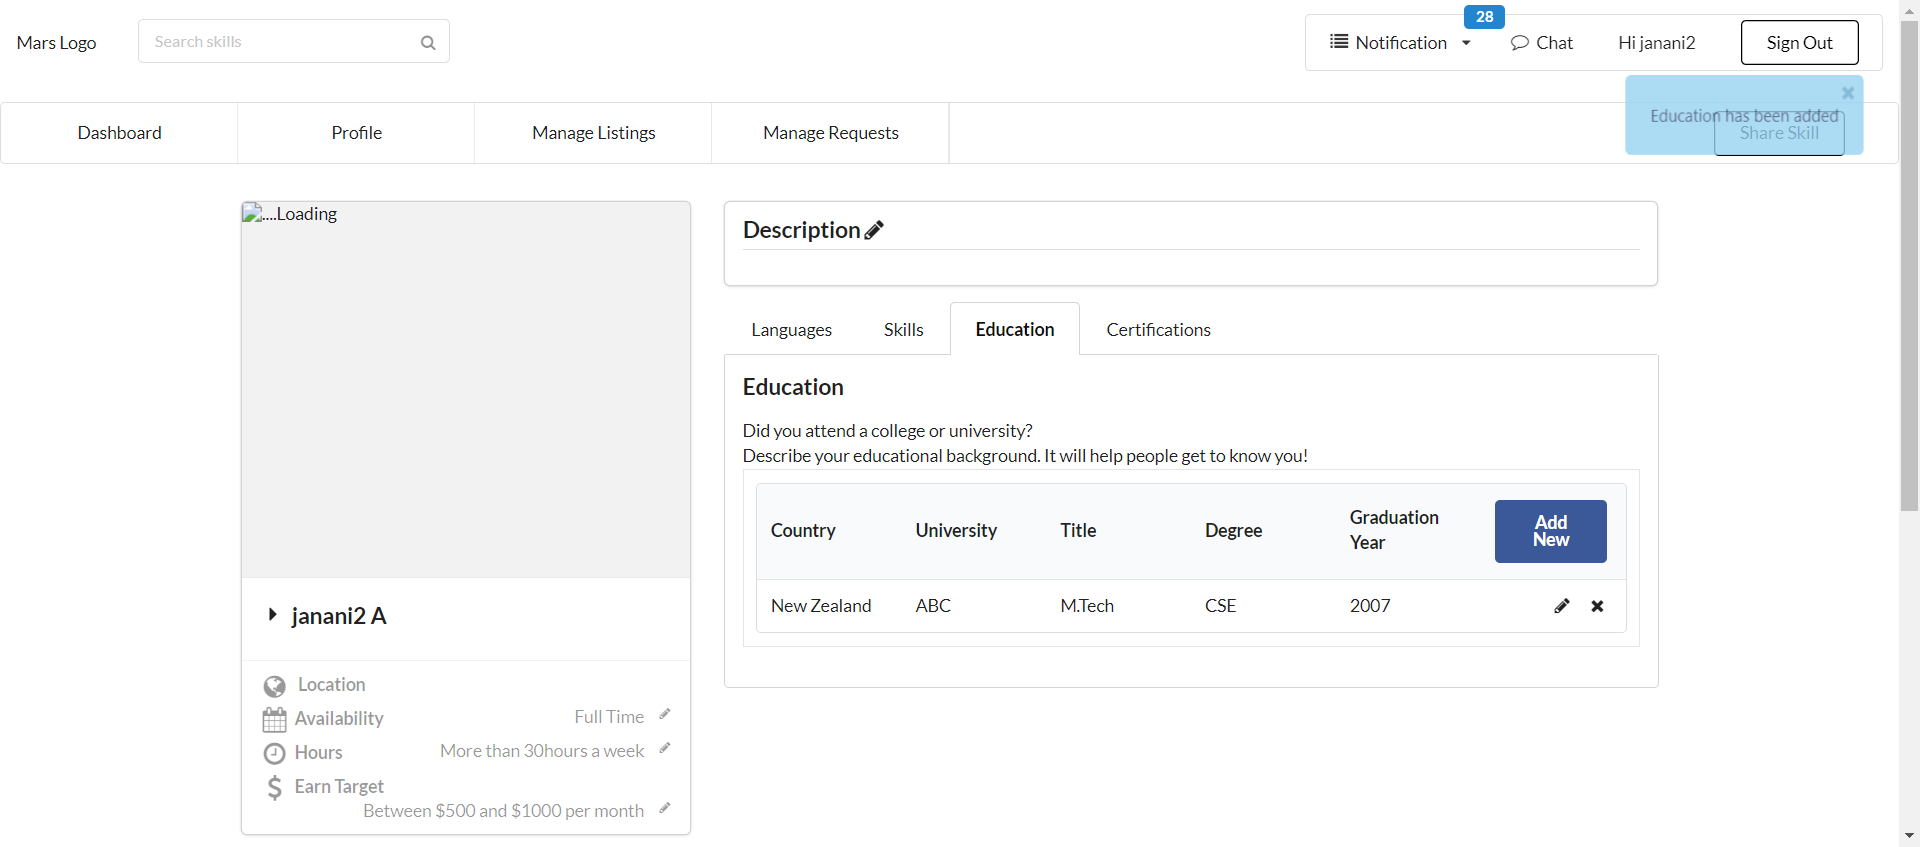 28
Mars Logo
Search skills
Notification
Chat
Hi janani2
Sign Out
Education has been added
Dashboard
Profile
Manage Listings
Manage Requests
Share Skill
....Loading
Description
Languages
Skills
Education
Certifications
Education
Did you attend a college or university?
Describe your educational background. It will help people get to know you!
Country University Title Degree Graduation Year
Add New
New Zealand ABC M.Tech CSE 2007
janani2 A
Location
Availability Full Time
Hours More than 30hours a week
Earn Target
Between $500 and $1000 per month